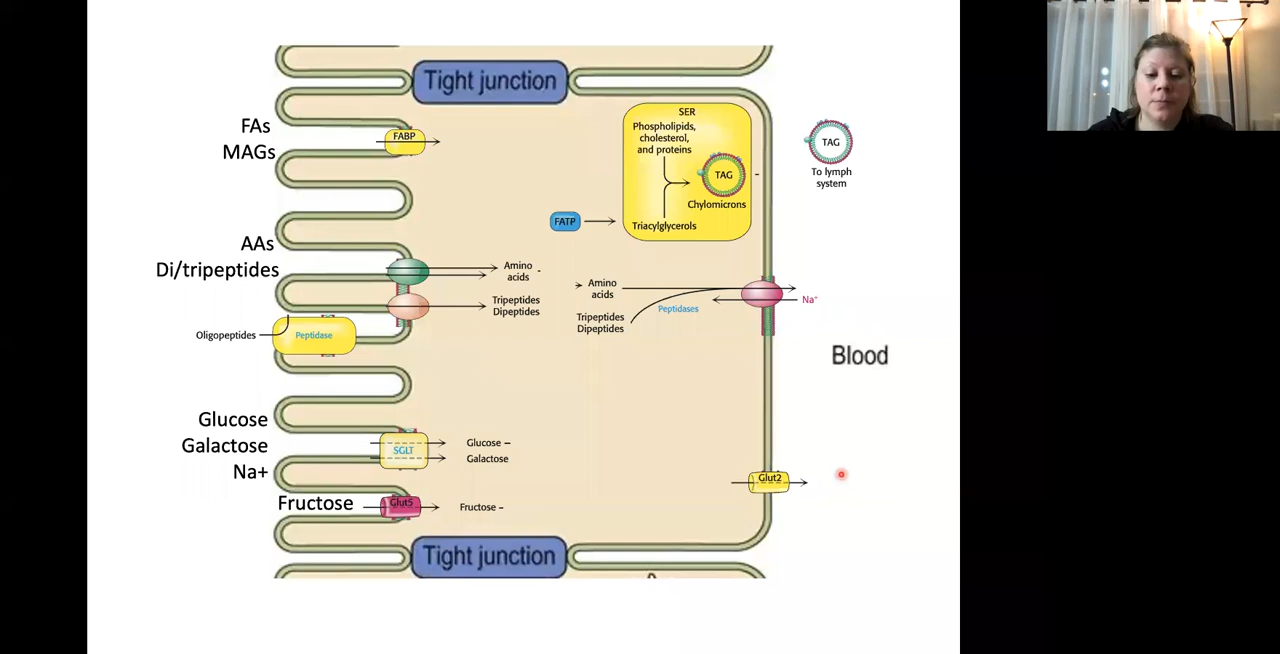 Tight junction
FAs
MAGs
FABP
SER
Phospholipids,
cholesterol,
and proteins
TAG
Chylomicrons
Triacylglycerols
FATP
TAG
To lymph
system
AAs
Di/tripeptides
Amino
acids
Tripeptides
Dipeptides
Oligopeptides
Peptidase
Amino
acids
Tripeptides
Dipeptides
Peptidases
Na+
Blood
Glucose
Galactose
Na+
SGLT
Glucose
Galactose
Fructose
Glut5
Fructose
Glut2
Tight junction